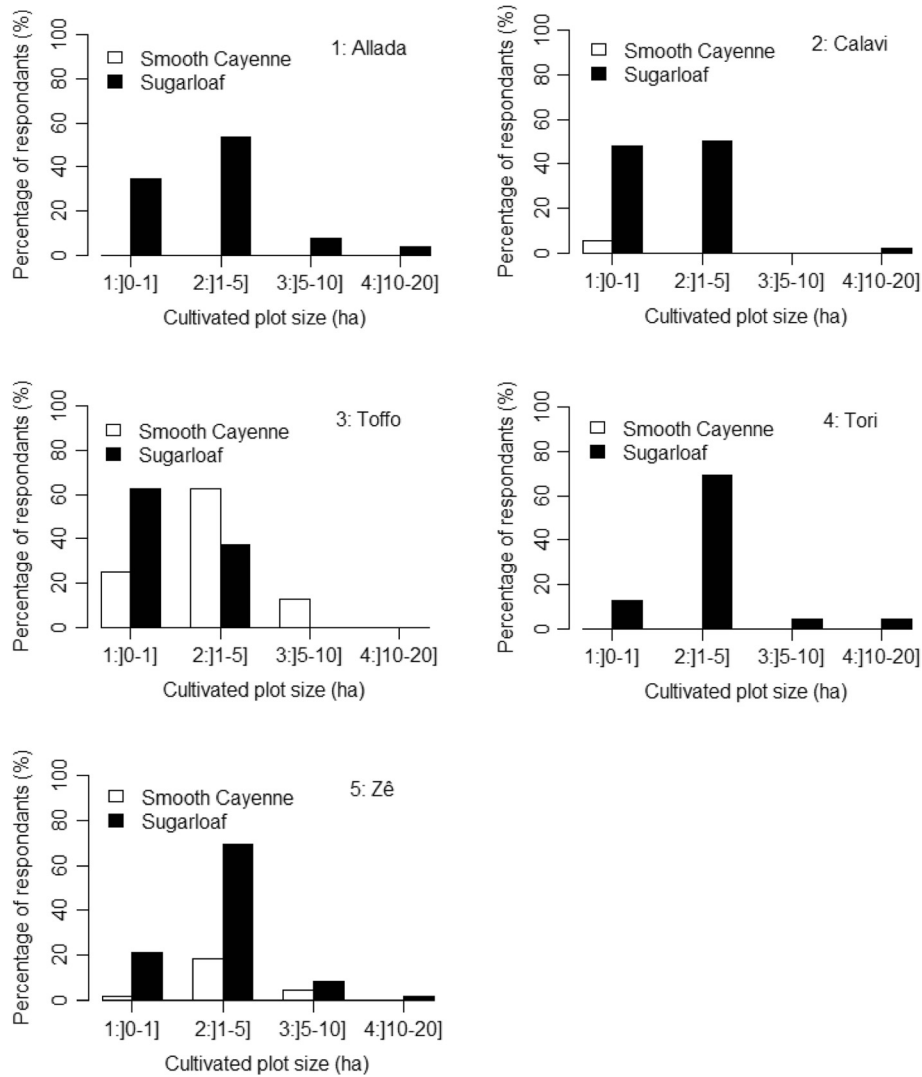 Percentage of respondants (%)
0 20 40 60 80 100
1: Allada
Smooth Cayenne
Sugarloaf
1:]0-1] 2:]1-5] 3:]5-10] 4:]10-20]
Cultivated plot size (ha)
Percentage of respondants (%)
0 20 40 60 80 100
2: Calavi
Smooth Cayenne
Sugarloaf
1:]0-1] 2:]1-5] 3:]5-10] 4:]10-20]
Cultivated plot size (ha)
Percentage of respondants (%)
0 20 40 60 80 100
3: Toffo
Smooth Cayenne
Sugarloaf
1:]0-1] 2:]1-5] 3:]5-10] 4:]10-20]
Cultivated plot size (ha)
Percentage of respondants (%)
0 20 40 60 80 100
4: Tori
Smooth Cayenne
Sugarloaf
1:]0-1] 2:]1-5] 3:]5-10] 4:]10-20]
Cultivated plot size (ha)
Percentage of respondants (%)
0 20 40 60 80 100
5: Zê
Smooth Cayenne
Sugarloaf
1:]0-1] 2:]1-5] 3:]5-10] 4:]10-20]
Cultivated plot size (ha)